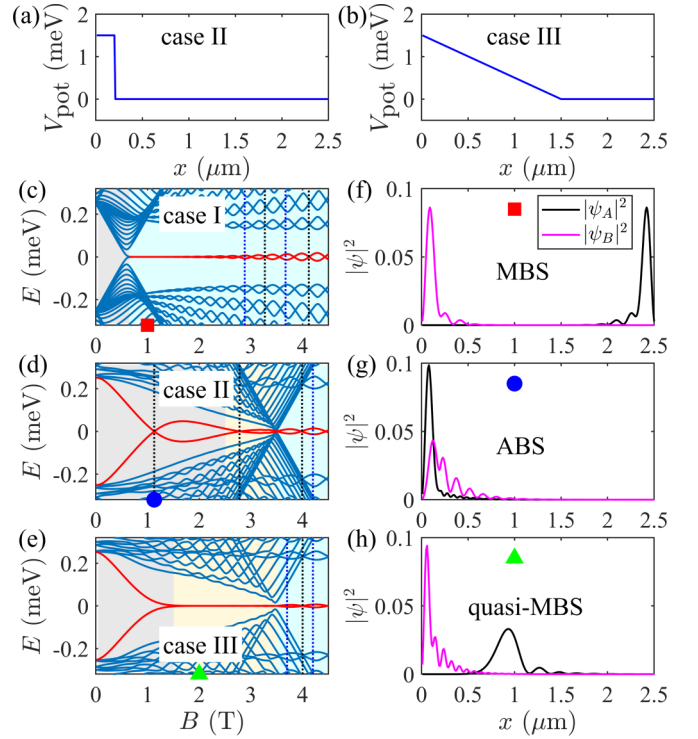 (a)
case II
V_pot (meV)
1
0
0 0.5 1 1.5 2 2.5
x (μm)
(b)
case III
V_pot (meV)
1
0
0 0.5 1 1.5 2 2.5
x (μm)
(c)
case I
E (meV)
0.2
0
-0.2
0 1 2 3 4
(f)
|ψ_A|²
|ψ_B|²
MBS
|ψ|²
0.1
0.05
0
0 0.5 1 1.5 2 2.5
(d)
case II
E (meV)
0.2
0
-0.2
0 1 2 3 4
(g)
ABS
|ψ|²
0.1
0.05
0
0 0.5 1 1.5 2 2.5
(e)
case III
E (meV)
0.2
0
-0.2
0 1 2 3 4
B (T)
(h)
quasi-MBS
|ψ|²
0.1
0.05
0
0 0.5 1 1.5 2 2.5
x (μm)